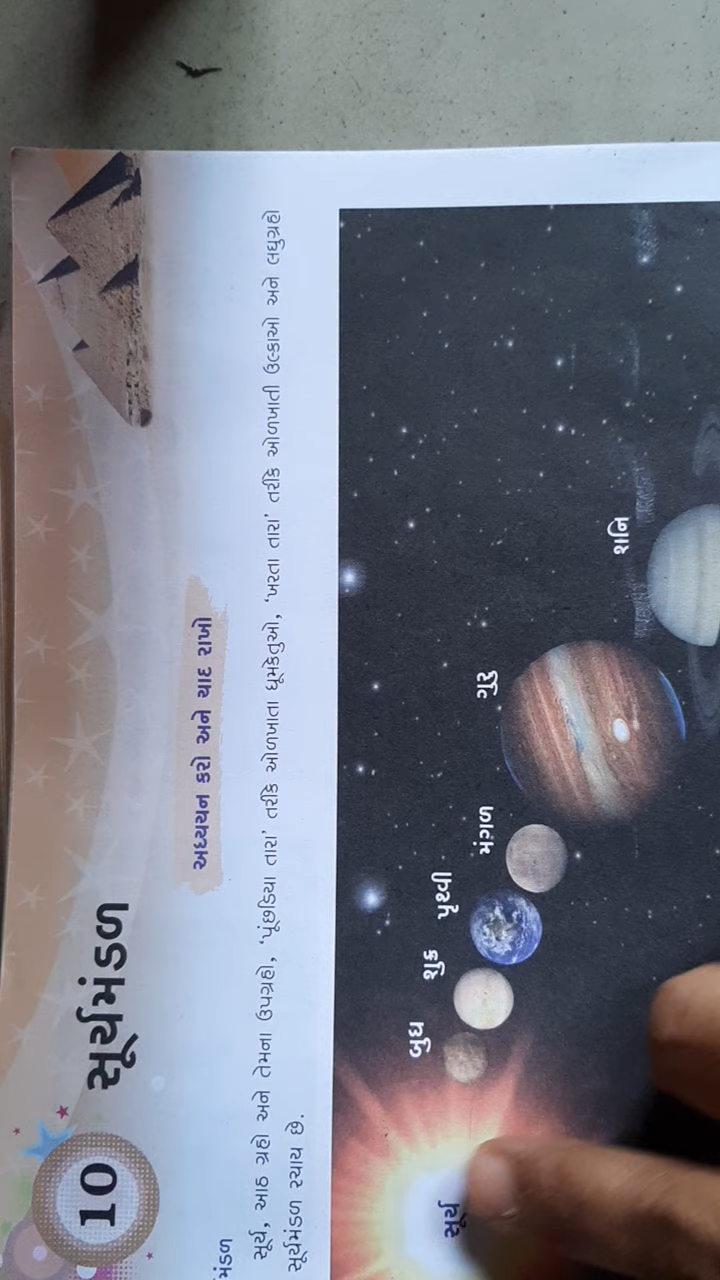 10
સૂર્યમંડળ
અધ્યયન કરો અને યાદ રાખો
સૂર્ય, આઠ ગ્રહો અને તેમના ઉપગ્રહો, 'પૂંછડિયા તારા' તરીકે ઓળખાતા ધૂમકેતુઓ, 'ખરતા તારા' તરીકે ઓળખાતી ઉલ્કાઓ અને લઘુગ્રહો
સૂર્યમંડળ રચાય છે.
સૂર્ય
બુધ
શુક્ર
પૃથ્વી
મંગળ
ગુરુ
શનિ